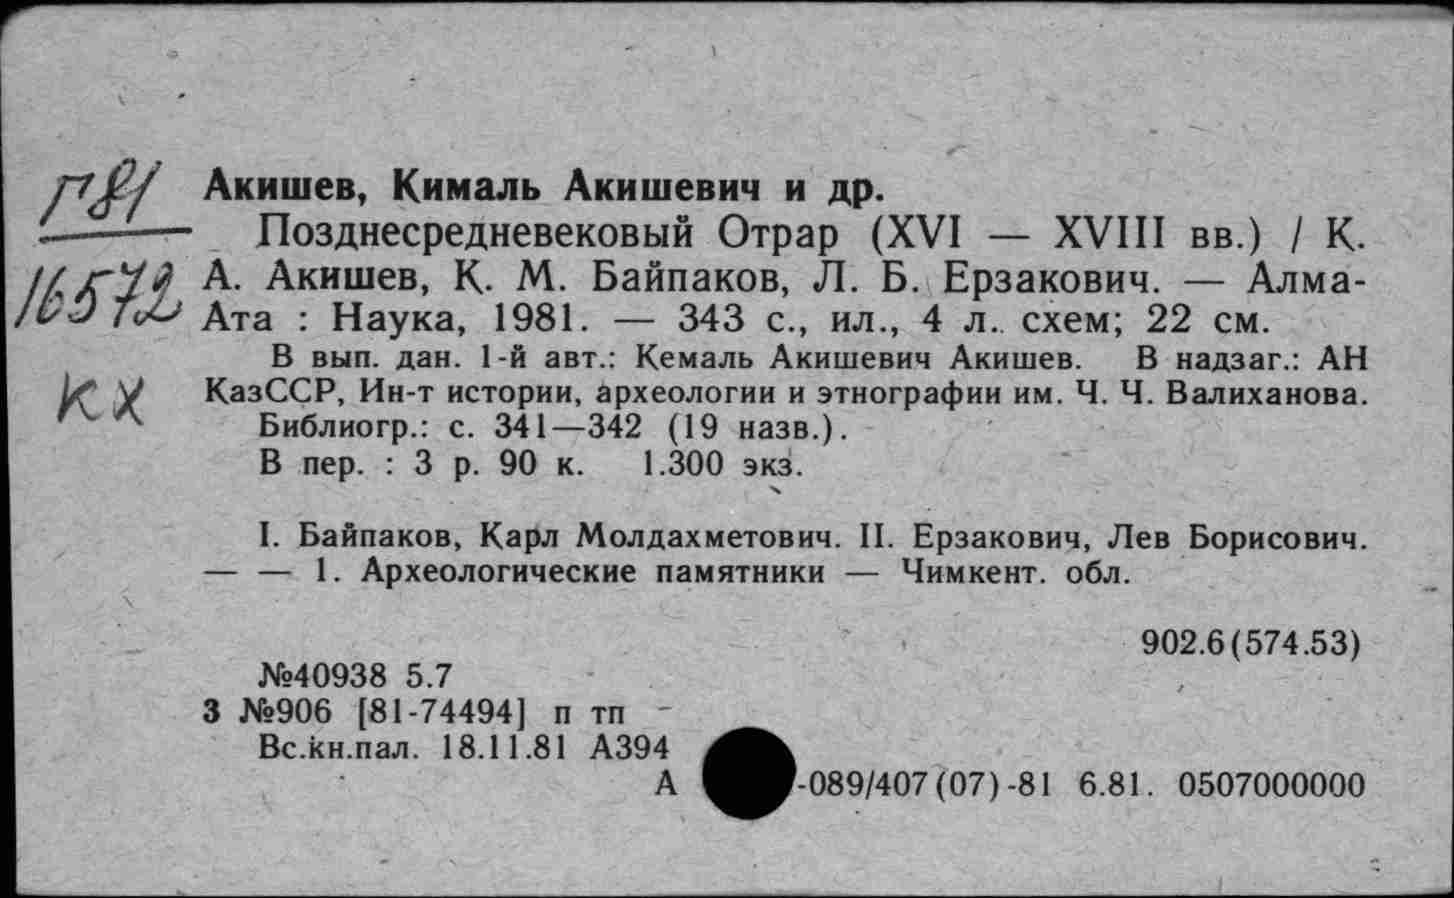 П81
16572
КХ
Акишев, Кималь Акишевич и др.
Позднесредневековый Отрар (XVI — XVIII вв.) / К.
А. Акишев, К. М. Байпаков, Л. Б. Ерзакович. — Алма-
Ата : Наука, 1981. — 343 с., ил., 4 л. схем; 22 см.
В вып. дан. 1-й авт.: Кемаль Акишевич Акишев. В надзаг.: АН
КазССР, Ин-т истории, археологии и этнографии им. Ч. Ч. Валиханова.
Библиогр.: с. 341—342 (19 назв.).
В пер. : 3 р. 90 к. 1.300 экз.
I. Байпаков, Карл Молдахметович. II. Ерзакович, Лев Борисович.
— — 1. Археологические памятники — Чимкент. обл.
902.6(574.53)
№40938 5.7
3 №906 [81-74494] п тп
Вс.кн.пал. 18.11.81 А394
А -089/407(07)-81 6.81. 0507000000